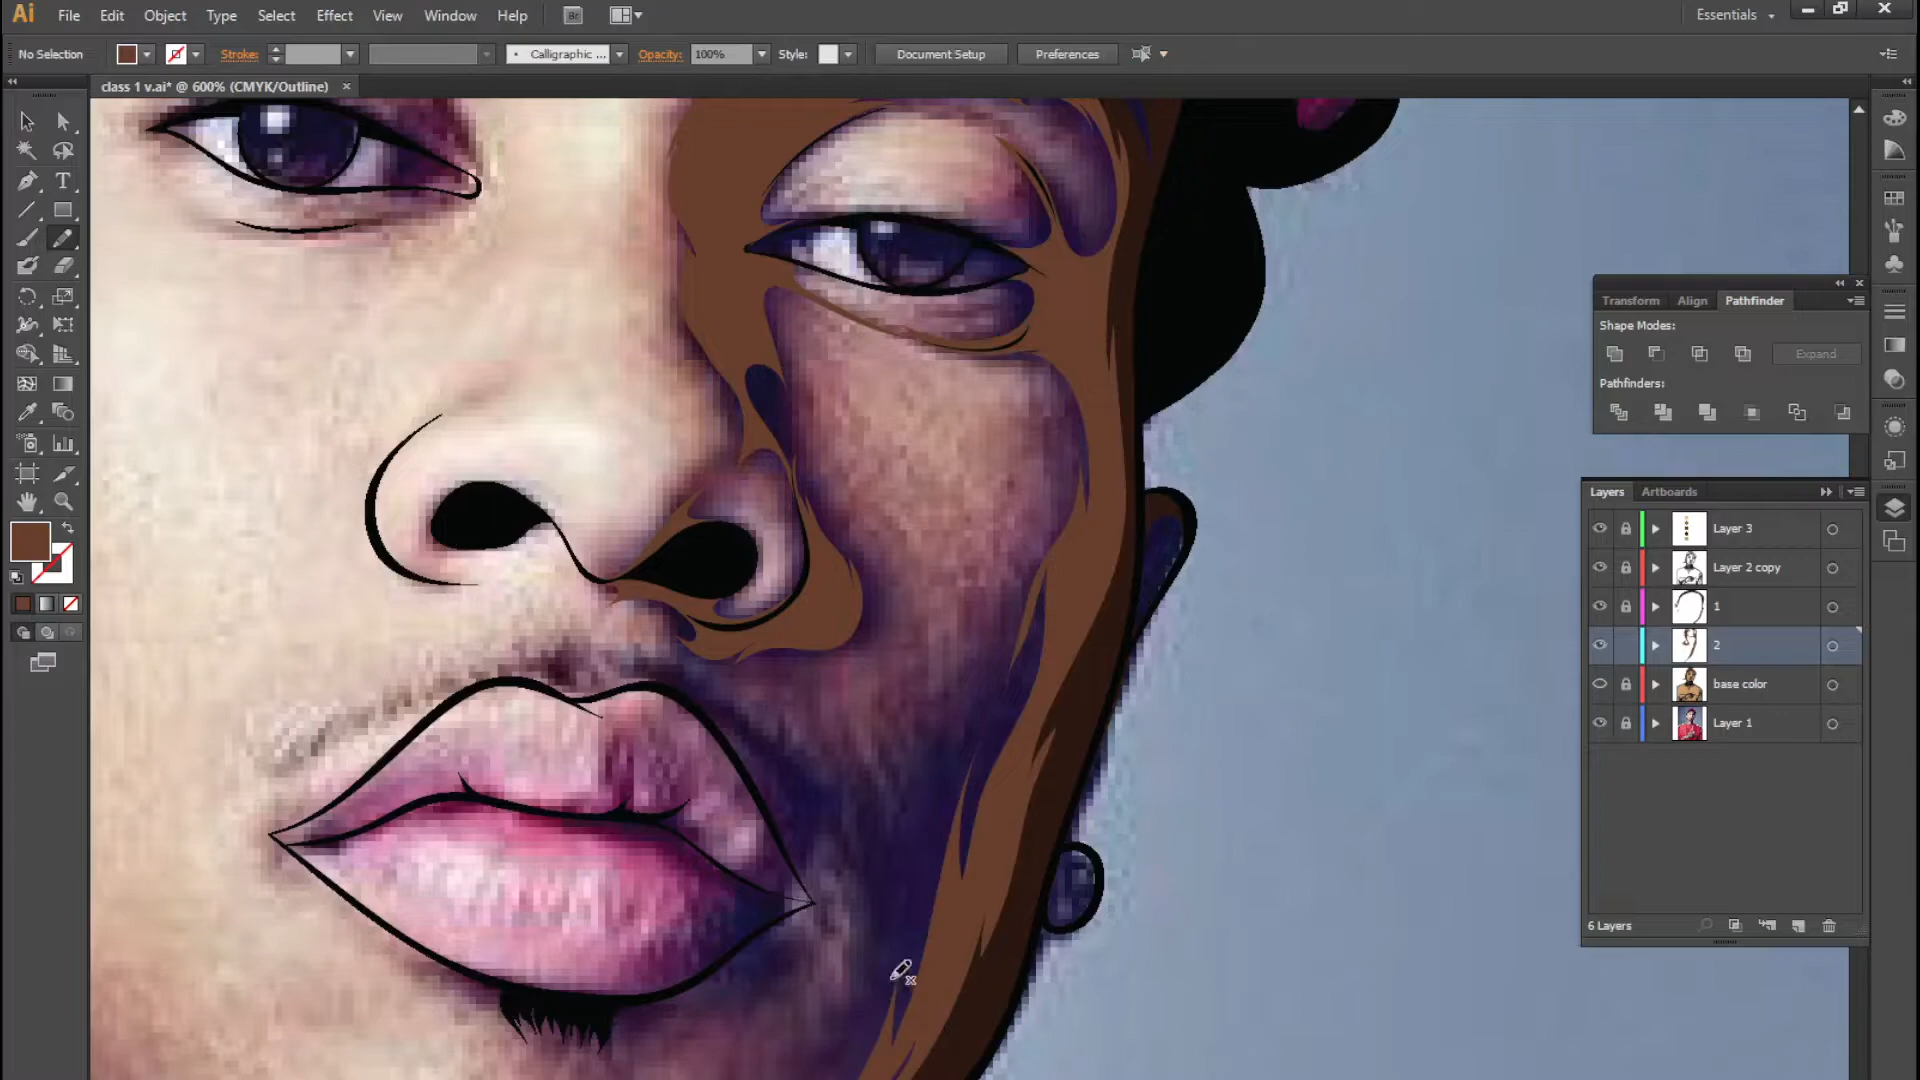 Ai File Edit Object Type Select Effect View Window Help Br Essentials
No Selection Stroke: Calligraphic ... Opacity: 100% Style: Document Setup Preferences
class 1 v.ai* @ 600% (CMYK/Outline) ×
T
Transform Align Pathfinder
Shape Modes:
Expand
Pathfinders:
Layers Artboards
Layer 3
Layer 2 copy
1
2
base color
Layer 1
6 Layers